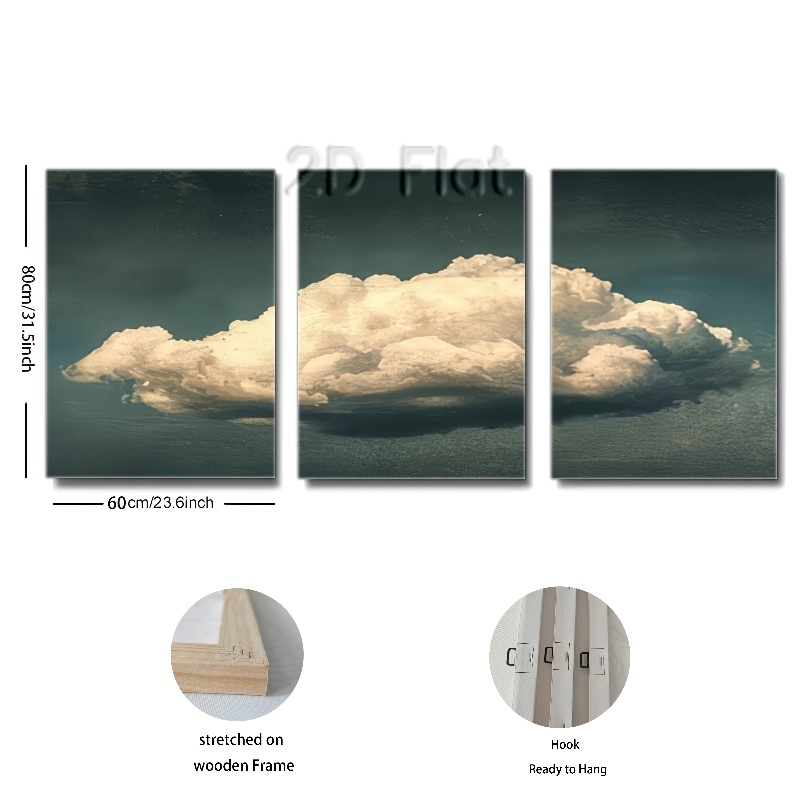 2D Flat
80cm/31.5inch
60cm/23.6inch
stretched on
wooden Frame
Hook
Ready to Hang